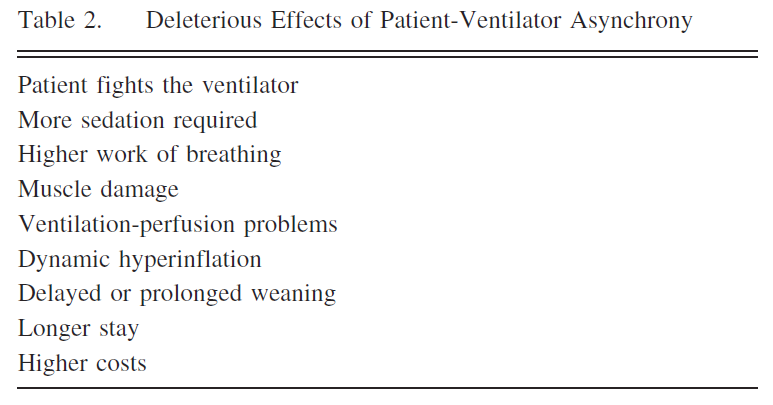 Table 2. Deleterious Effects of Patient-Ventilator Asynchrony
Patient fights the ventilator
More sedation required
Higher work of breathing
Muscle damage
Ventilation-perfusion problems
Dynamic hyperinflation
Delayed or prolonged weaning
Longer stay
Higher costs